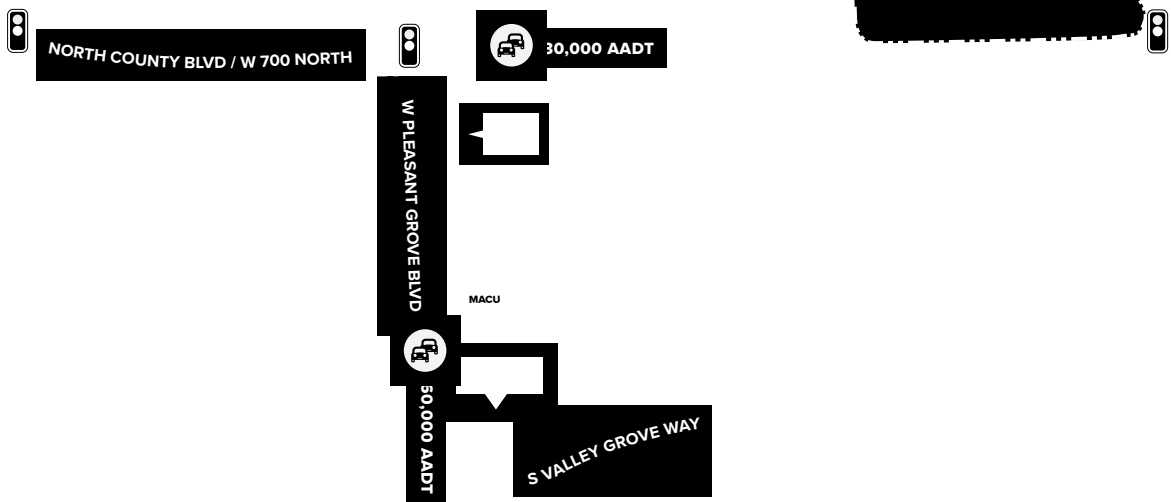 NORTH COUNTY BLVD / W 700 NORTH
30,000 AADT
W PLEASANT GROVE BLVD
MACU
50,000 AADT
S VALLEY GROVE WAY